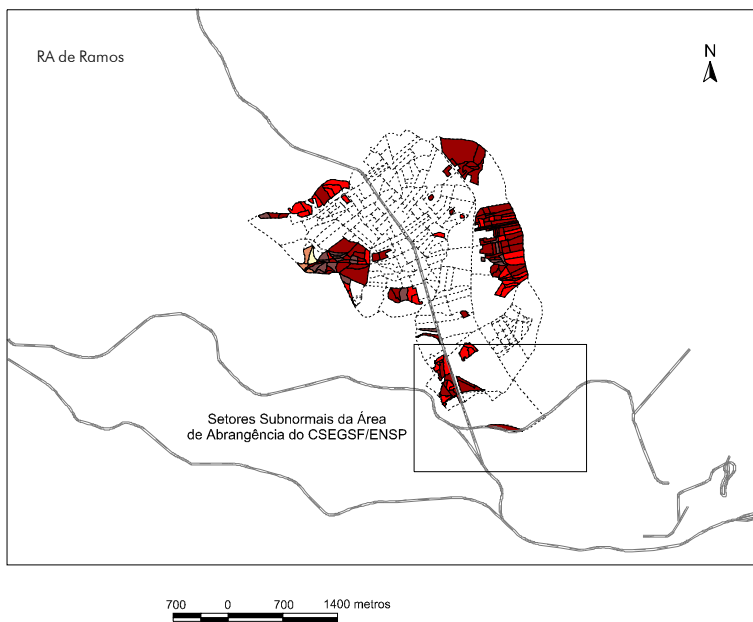 RA de Ramos
N
Setores Subnormais da Área
de Abrangência do CSEGSF/ENSP
700 0 700 1400 metros